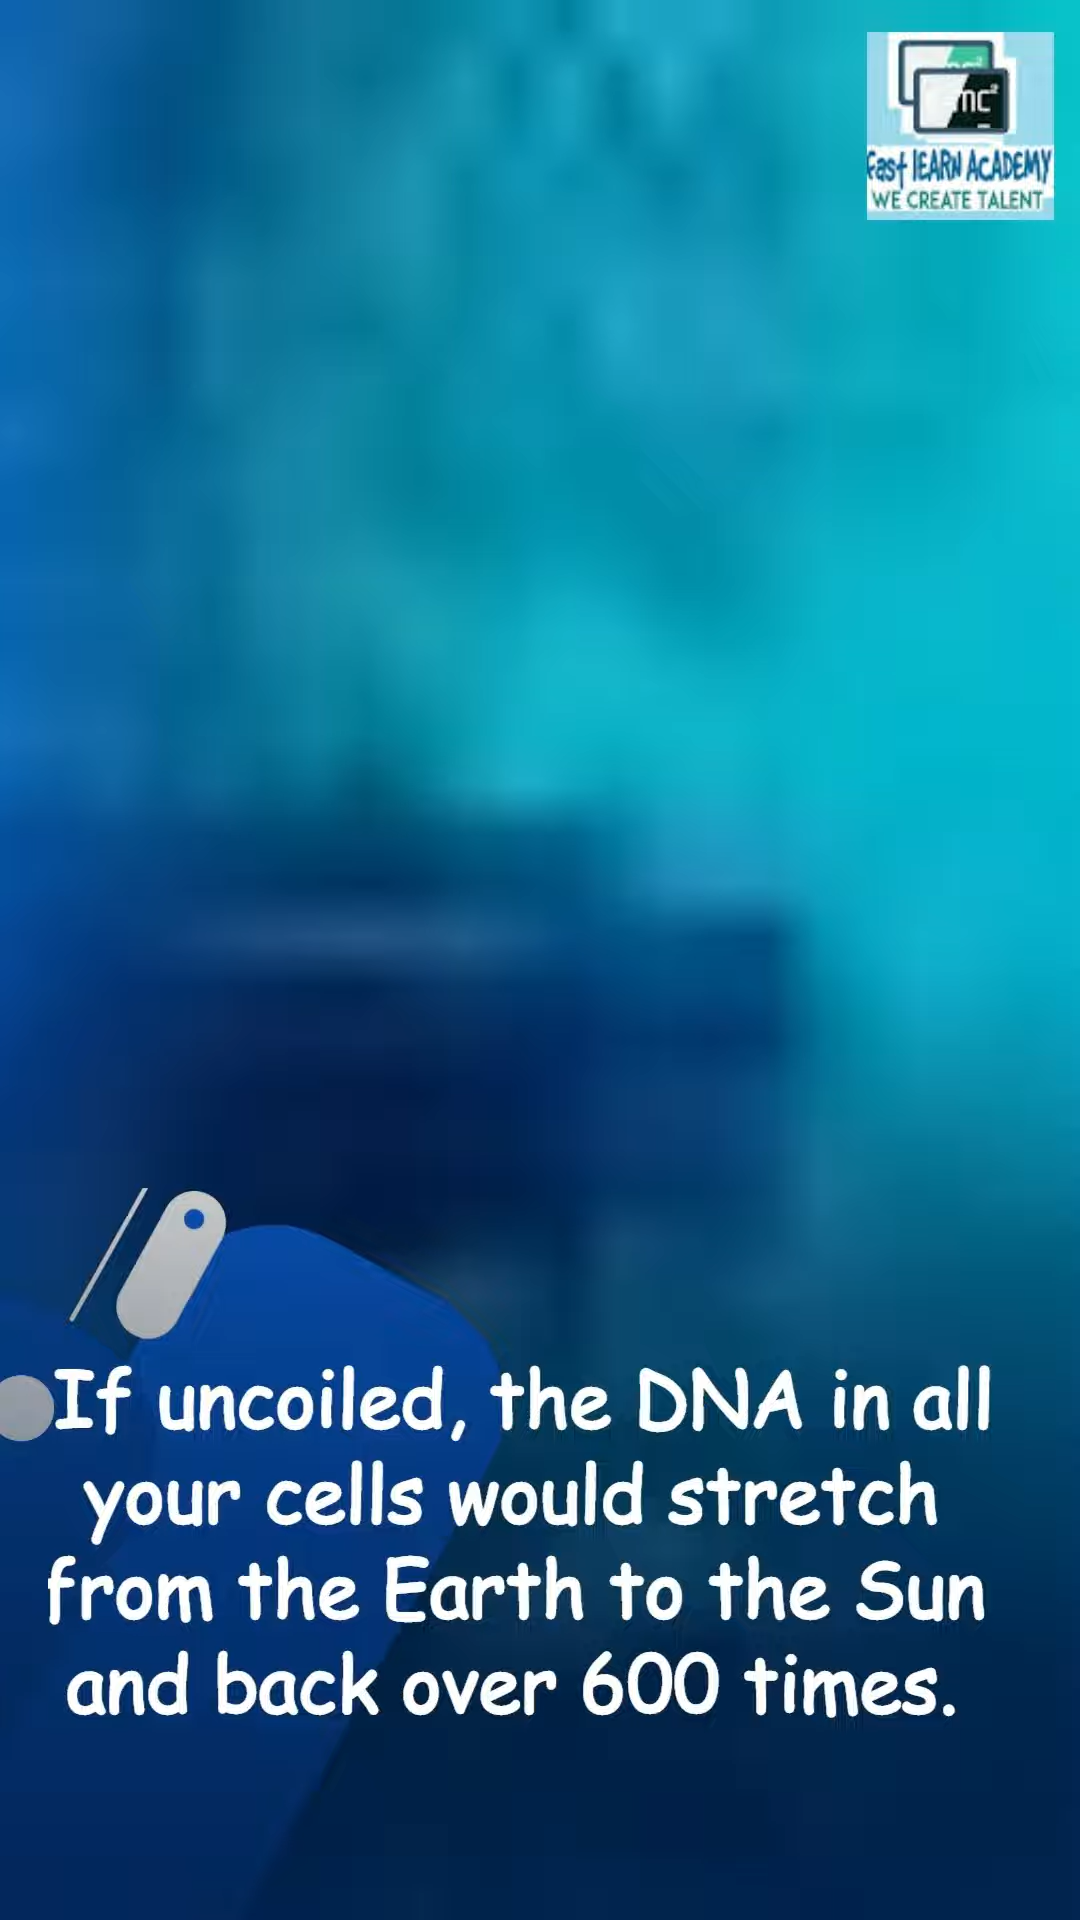 mc²
Fast lEARN AcADEMY
WE CREATE TALENT
If uncoiled, the DNA in all
your cells would stretch
from the Earth to the Sun
and back over 600 times.